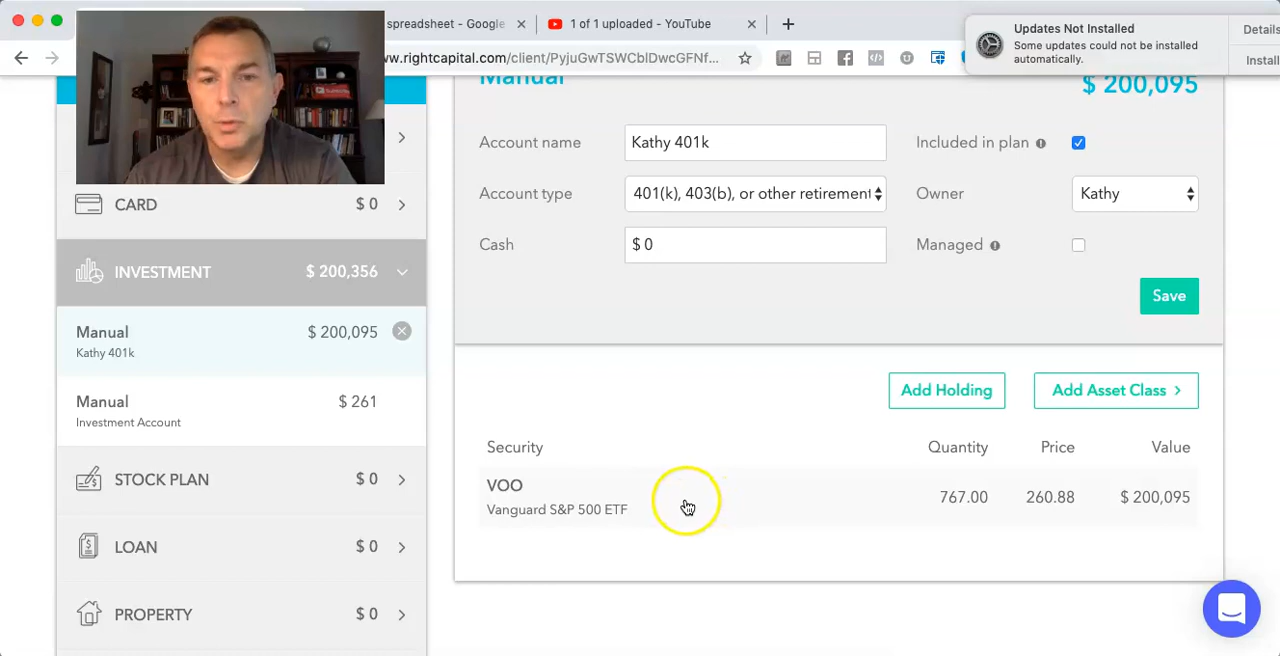 spreadsheet - Google
1 of 1 uploaded - YouTube
Updates Not Installed
Some updates could not be installed
automatically.
Details
Install
w.rightcapital.com/client/PyjuGwTSWCblDwcGFNf...
Manual
$ 200,095
Account name
Kathy 401k
Included in plan
Account type
401(k), 403(b), or other retirement
Owner
Kathy
Cash
$ 0
Managed
Save
CARD
$ 0
INVESTMENT
$ 200,356
Manual
$ 200,095
Kathy 401k
Manual
$ 261
Investment Account
STOCK PLAN
$ 0
LOAN
$ 0
PROPERTY
$ 0
Add Holding
Add Asset Class
Security
Quantity
Price
Value
VOO
Vanguard S&P 500 ETF
767.00
260.88
$ 200,095